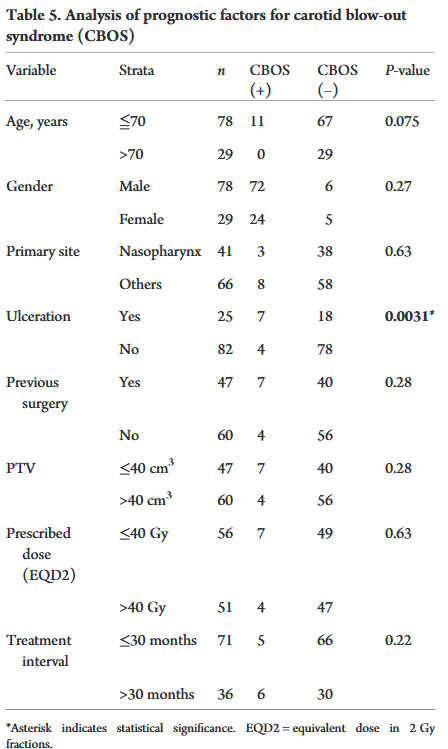 Table 5. Analysis of prognostic factors for carotid blow-out
syndrome (CBOS)
Variable Strata n CBOS (+) CBOS (–) P-value
Age, years ≦70 78 11 67 0.075
>70 29 0 29
Gender Male 78 72 6 0.27
Female 29 24 5
Primary site Nasopharynx 41 3 38 0.63
Others 66 8 58
Ulceration Yes 25 7 18 0.0031*
No 82 4 78
Previous surgery Yes 47 7 40 0.28
No 60 4 56
PTV ≤40 cm³ 47 7 40 0.28
>40 cm³ 60 4 56
Prescribed dose (EQD2) ≤40 Gy 56 7 49 0.63
>40 Gy 51 4 47
Treatment interval ≤30 months 71 5 66 0.22
>30 months 36 6 30
*Asterisk indicates statistical significance. EQD2 = equivalent dose in 2 Gy
fractions.